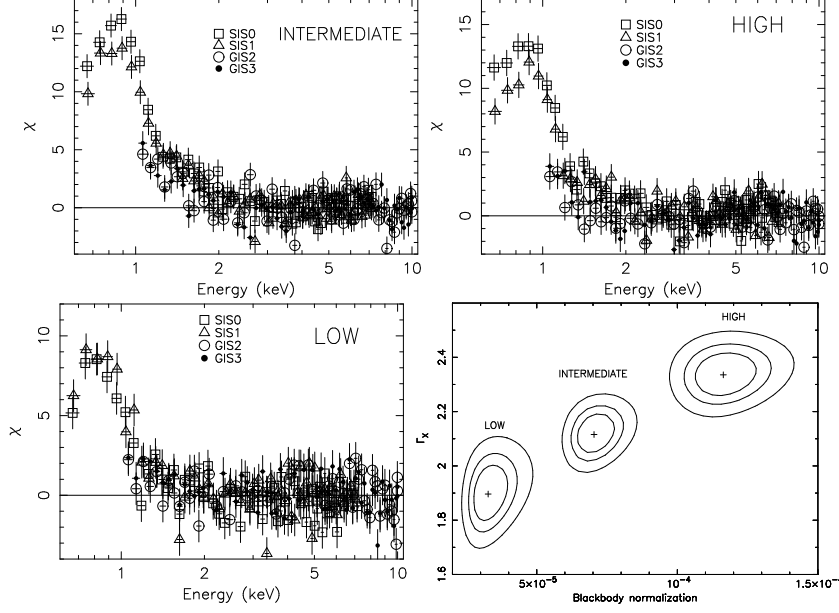 INTERMEDIATE
SIS0
SIS1
GIS2
GIS3
15
10
5
0
χ
1
2
5
10
Energy (keV)
HIGH
SIS0
SIS1
GIS2
GIS3
15
10
5
0
χ
1
2
5
10
Energy (keV)
LOW
SIS0
SIS1
GIS2
GIS3
10
5
0
χ
1
2
5
10
Energy (keV)
HIGH
INTERMEDIATE
LOW
2.4
2.2
2
1.8
1.6
Γx
5×10⁻⁵
10⁻⁴
1.5×10⁻
Blackbody normalization